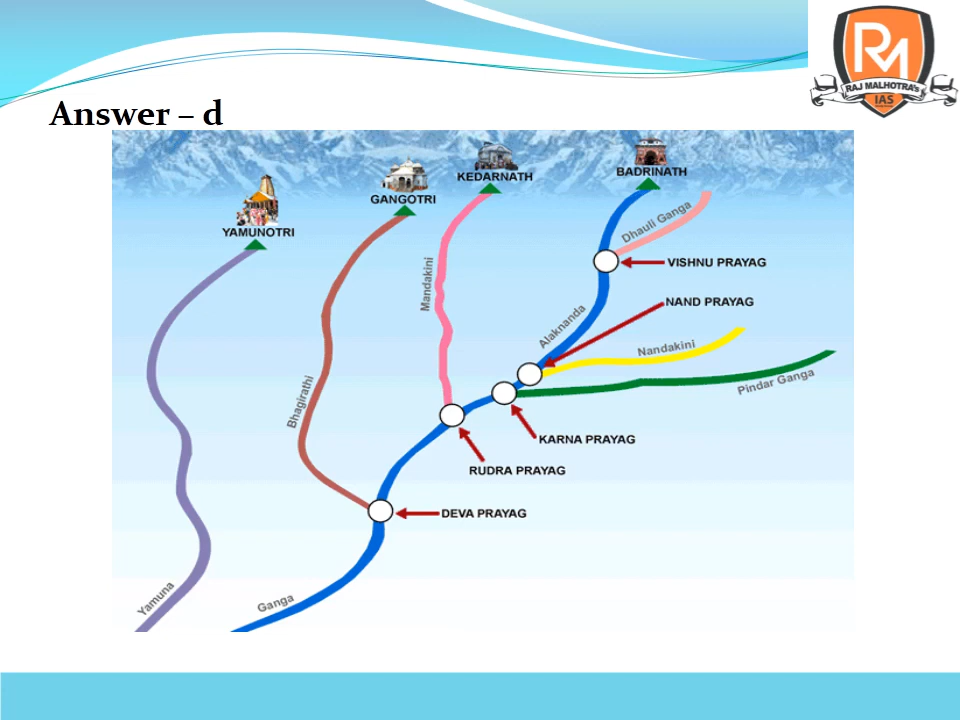 RM
RAJ MALHOTRA's
IAS
Answer – d
KEDARNATH
BADRINATH
GANGOTRI
YAMUNOTRI
Dhauli Ganga
VISHNU PRAYAG
Mandakini
NAND PRAYAG
Alaknanda
Nandakini
Pindar Ganga
Bhagirathi
KARNA PRAYAG
RUDRA PRAYAG
DEVA PRAYAG
Yamuna
Ganga